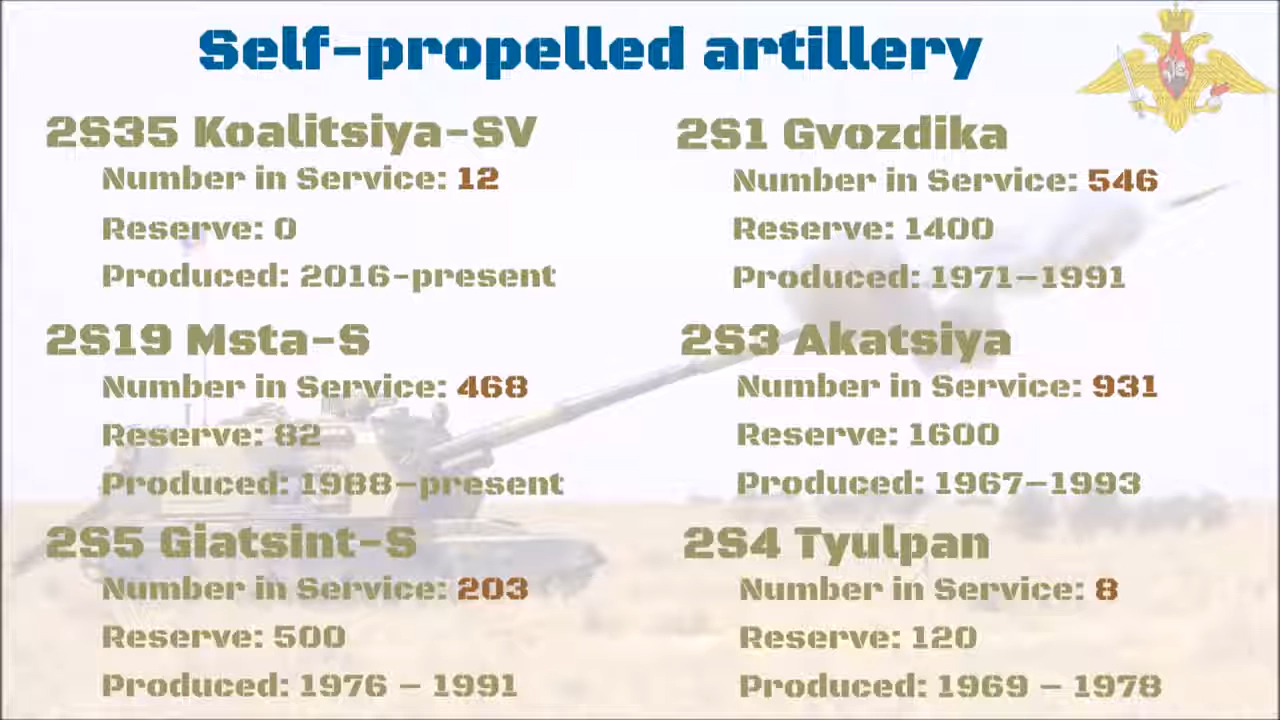 Self-propelled artillery
2S35 Koalitsiya-SV
Number in Service: 12
Reserve: 0
Produced: 2016-present
2S19 Msta-S
Number in Service: 468
Reserve: 82
Produced: 1988–present
2S5 Giatsint-S
Number in Service: 203
Reserve: 500
Produced: 1976 – 1991
2S1 Gvozdika
Number in Service: 546
Reserve: 1400
Produced: 1971–1991
2S3 Akatsiya
Number in Service: 931
Reserve: 1600
Produced: 1967–1993
2S4 Tyulpan
Number in Service: 8
Reserve: 120
Produced: 1969 – 1978